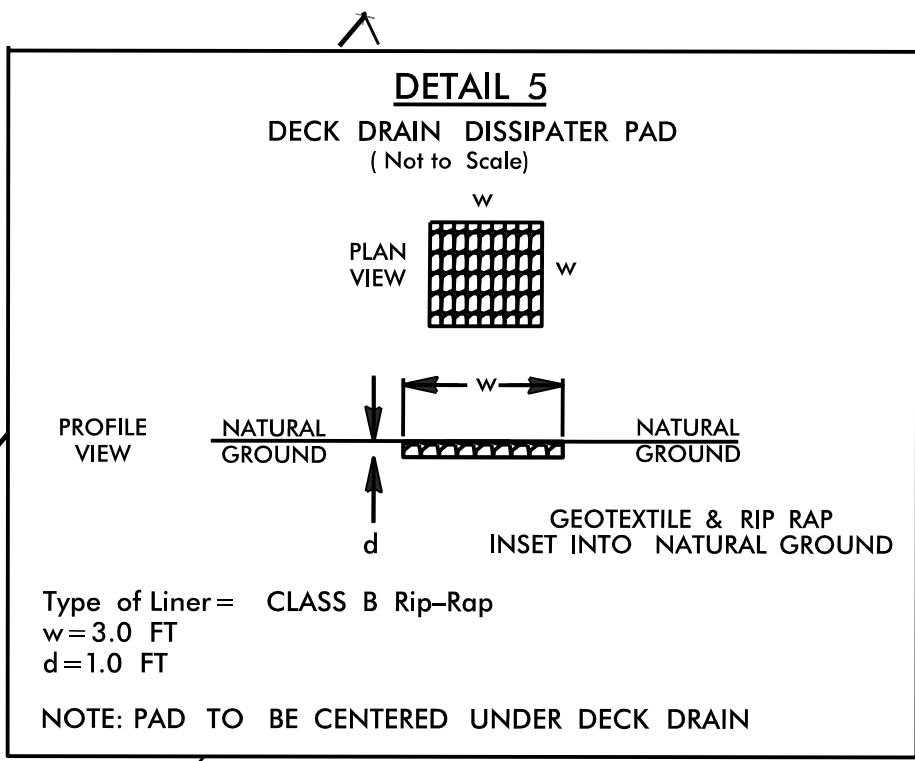 DETAIL 5
DECK DRAIN DISSIPATER PAD
(Not to Scale)
w
PLAN
VIEW
w
w
PROFILE
VIEW
NATURAL
GROUND
NATURAL
GROUND
d
GEOTEXTILE & RIP RAP
INSET INTO NATURAL GROUND
Type of Liner= CLASS B Rip-Rap
w=3.0 FT
d=1.0 FT
NOTE: PAD TO BE CENTERED UNDER DECK DRAIN